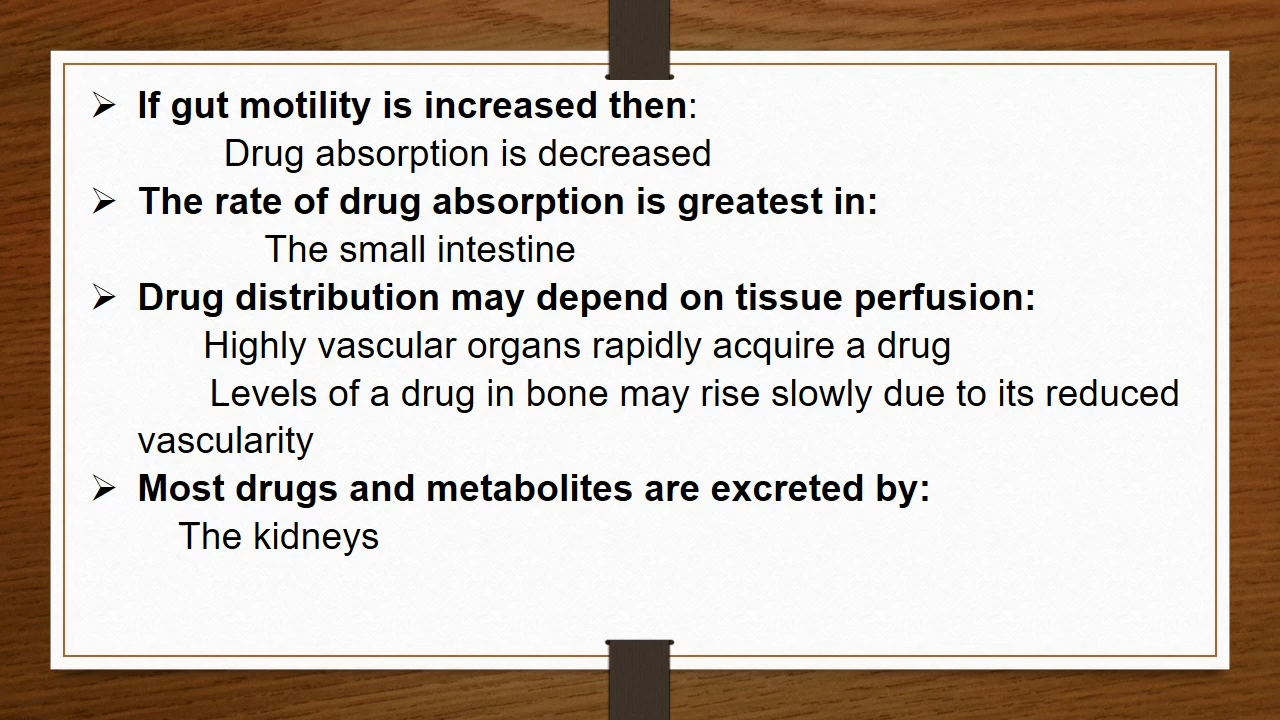 ➢ If gut motility is increased then:
Drug absorption is decreased
➢ The rate of drug absorption is greatest in:
The small intestine
➢ Drug distribution may depend on tissue perfusion:
Highly vascular organs rapidly acquire a drug
Levels of a drug in bone may rise slowly due to its reduced
vascularity
➢ Most drugs and metabolites are excreted by:
The kidneys